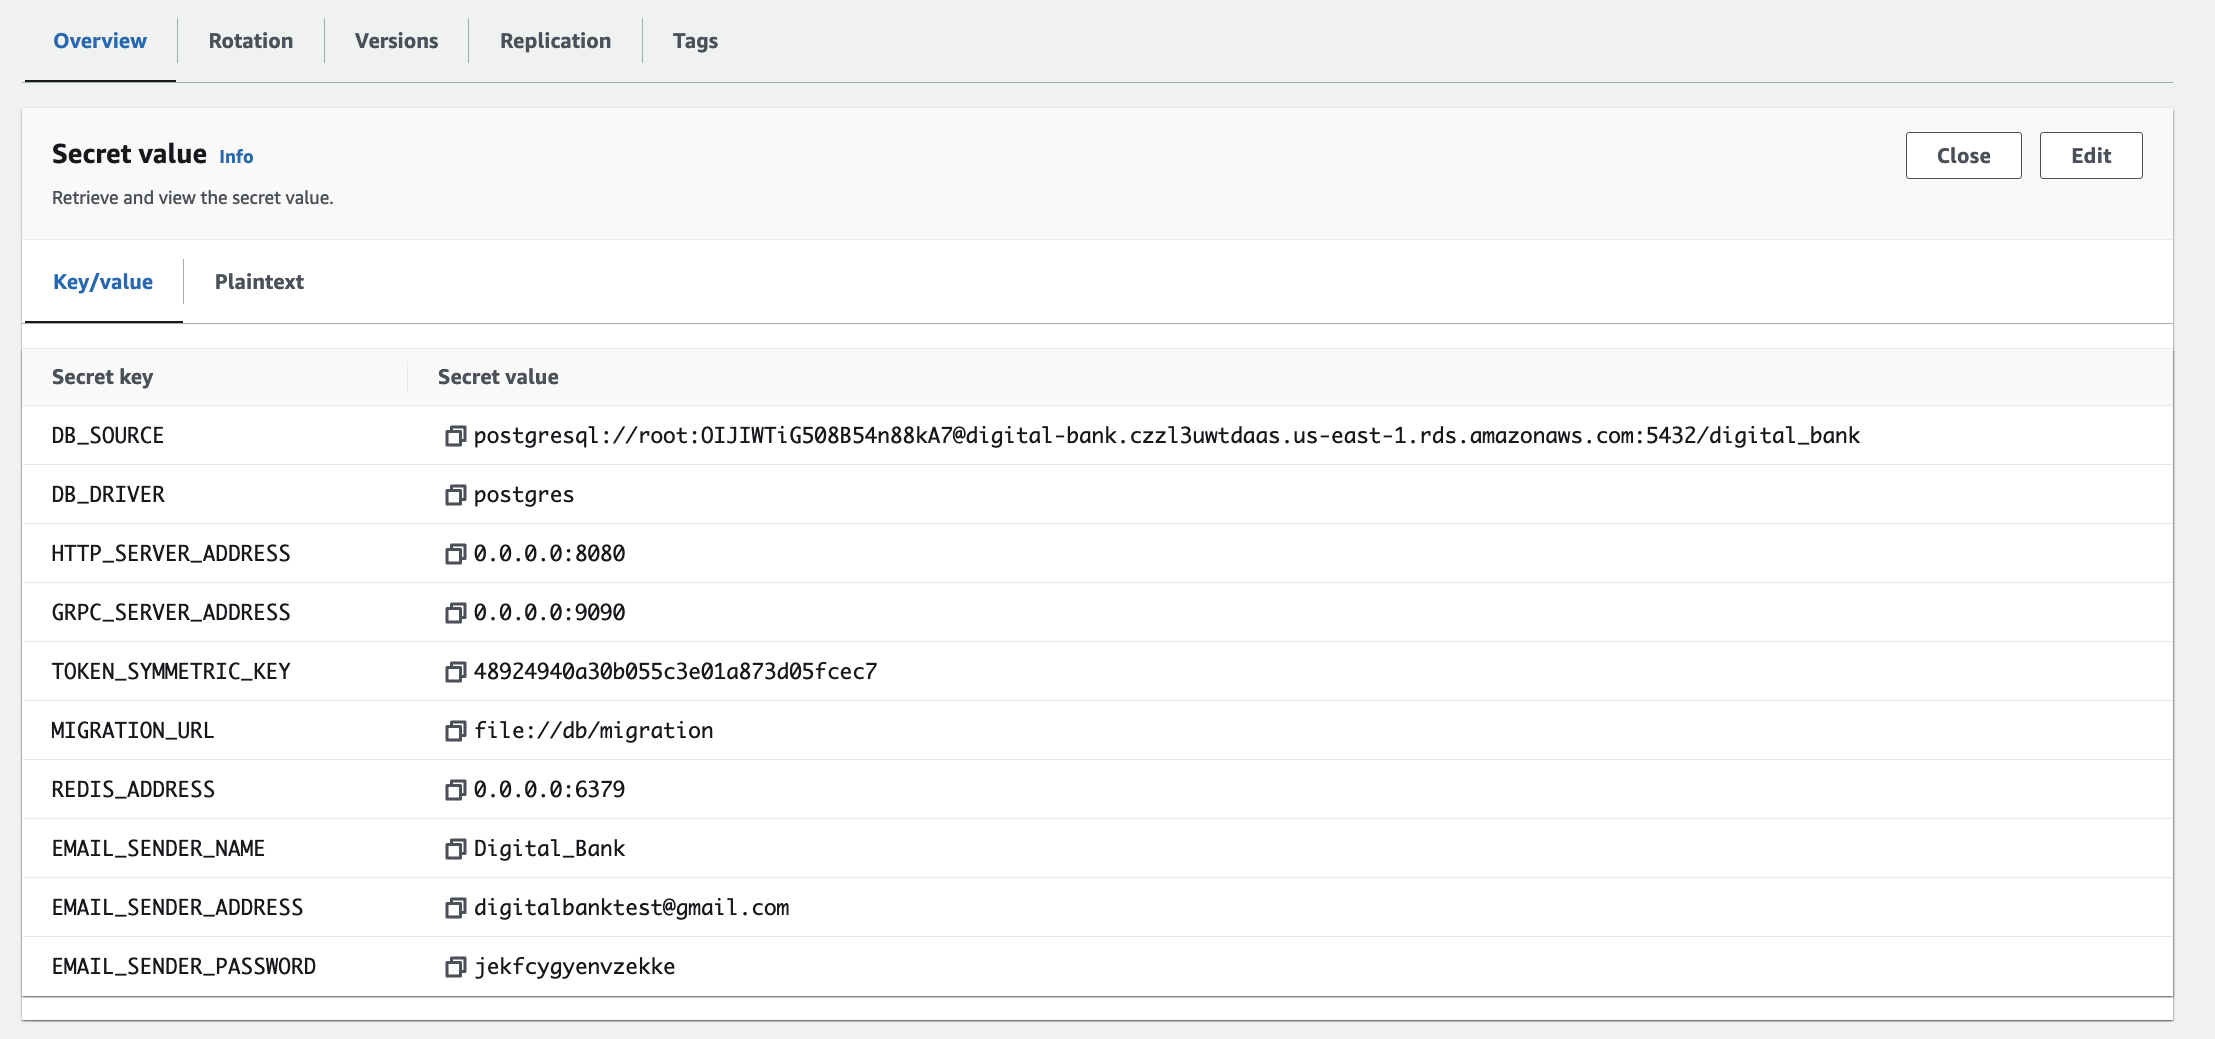 Overview Rotation Versions Replication Tags
Secret value Info
Close Edit
Retrieve and view the secret value.
Key/value Plaintext
Secret key Secret value
DB_SOURCE postgresql://root:OIJIWTiG508B54n88kA7@digital-bank.czzl3uwtdaas.us-east-1.rds.amazonaws.com:5432/digital_bank
DB_DRIVER postgres
HTTP_SERVER_ADDRESS 0.0.0.0:8080
GRPC_SERVER_ADDRESS 0.0.0.0:9090
TOKEN_SYMMETRIC_KEY 48924940a30b055c3e01a873d05fcec7
MIGRATION_URL file://db/migration
REDIS_ADDRESS 0.0.0.0:6379
EMAIL_SENDER_NAME Digital_Bank
EMAIL_SENDER_ADDRESS digitalbanktest@gmail.com
EMAIL_SENDER_PASSWORD jekfcygyenvzekke